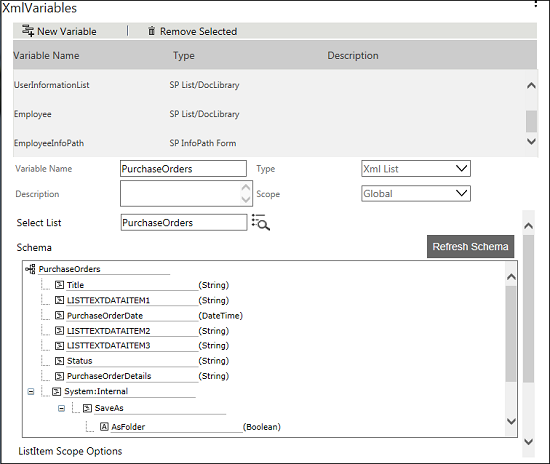 XmlVariables
New Variable | Remove Selected
Variable Name Type Description
UserInformationList SP List/DocLibrary
Employee SP List/DocLibrary
EmployeeInfoPath SP InfoPath Form
Variable Name PurchaseOrders Type Xml List
Description Scope Global
Select List PurchaseOrders
Schema Refresh Schema
PurchaseOrders
Title (String)
LISTTEXTDATAITEM1 (String)
PurchaseOrderDate (DateTime)
LISTTEXTDATAITEM2 (String)
LISTTEXTDATAITEM3 (String)
Status (String)
PurchaseOrderDetails (String)
System:Internal
SaveAs
A AsFolder (Boolean)
ListItem Scope Options